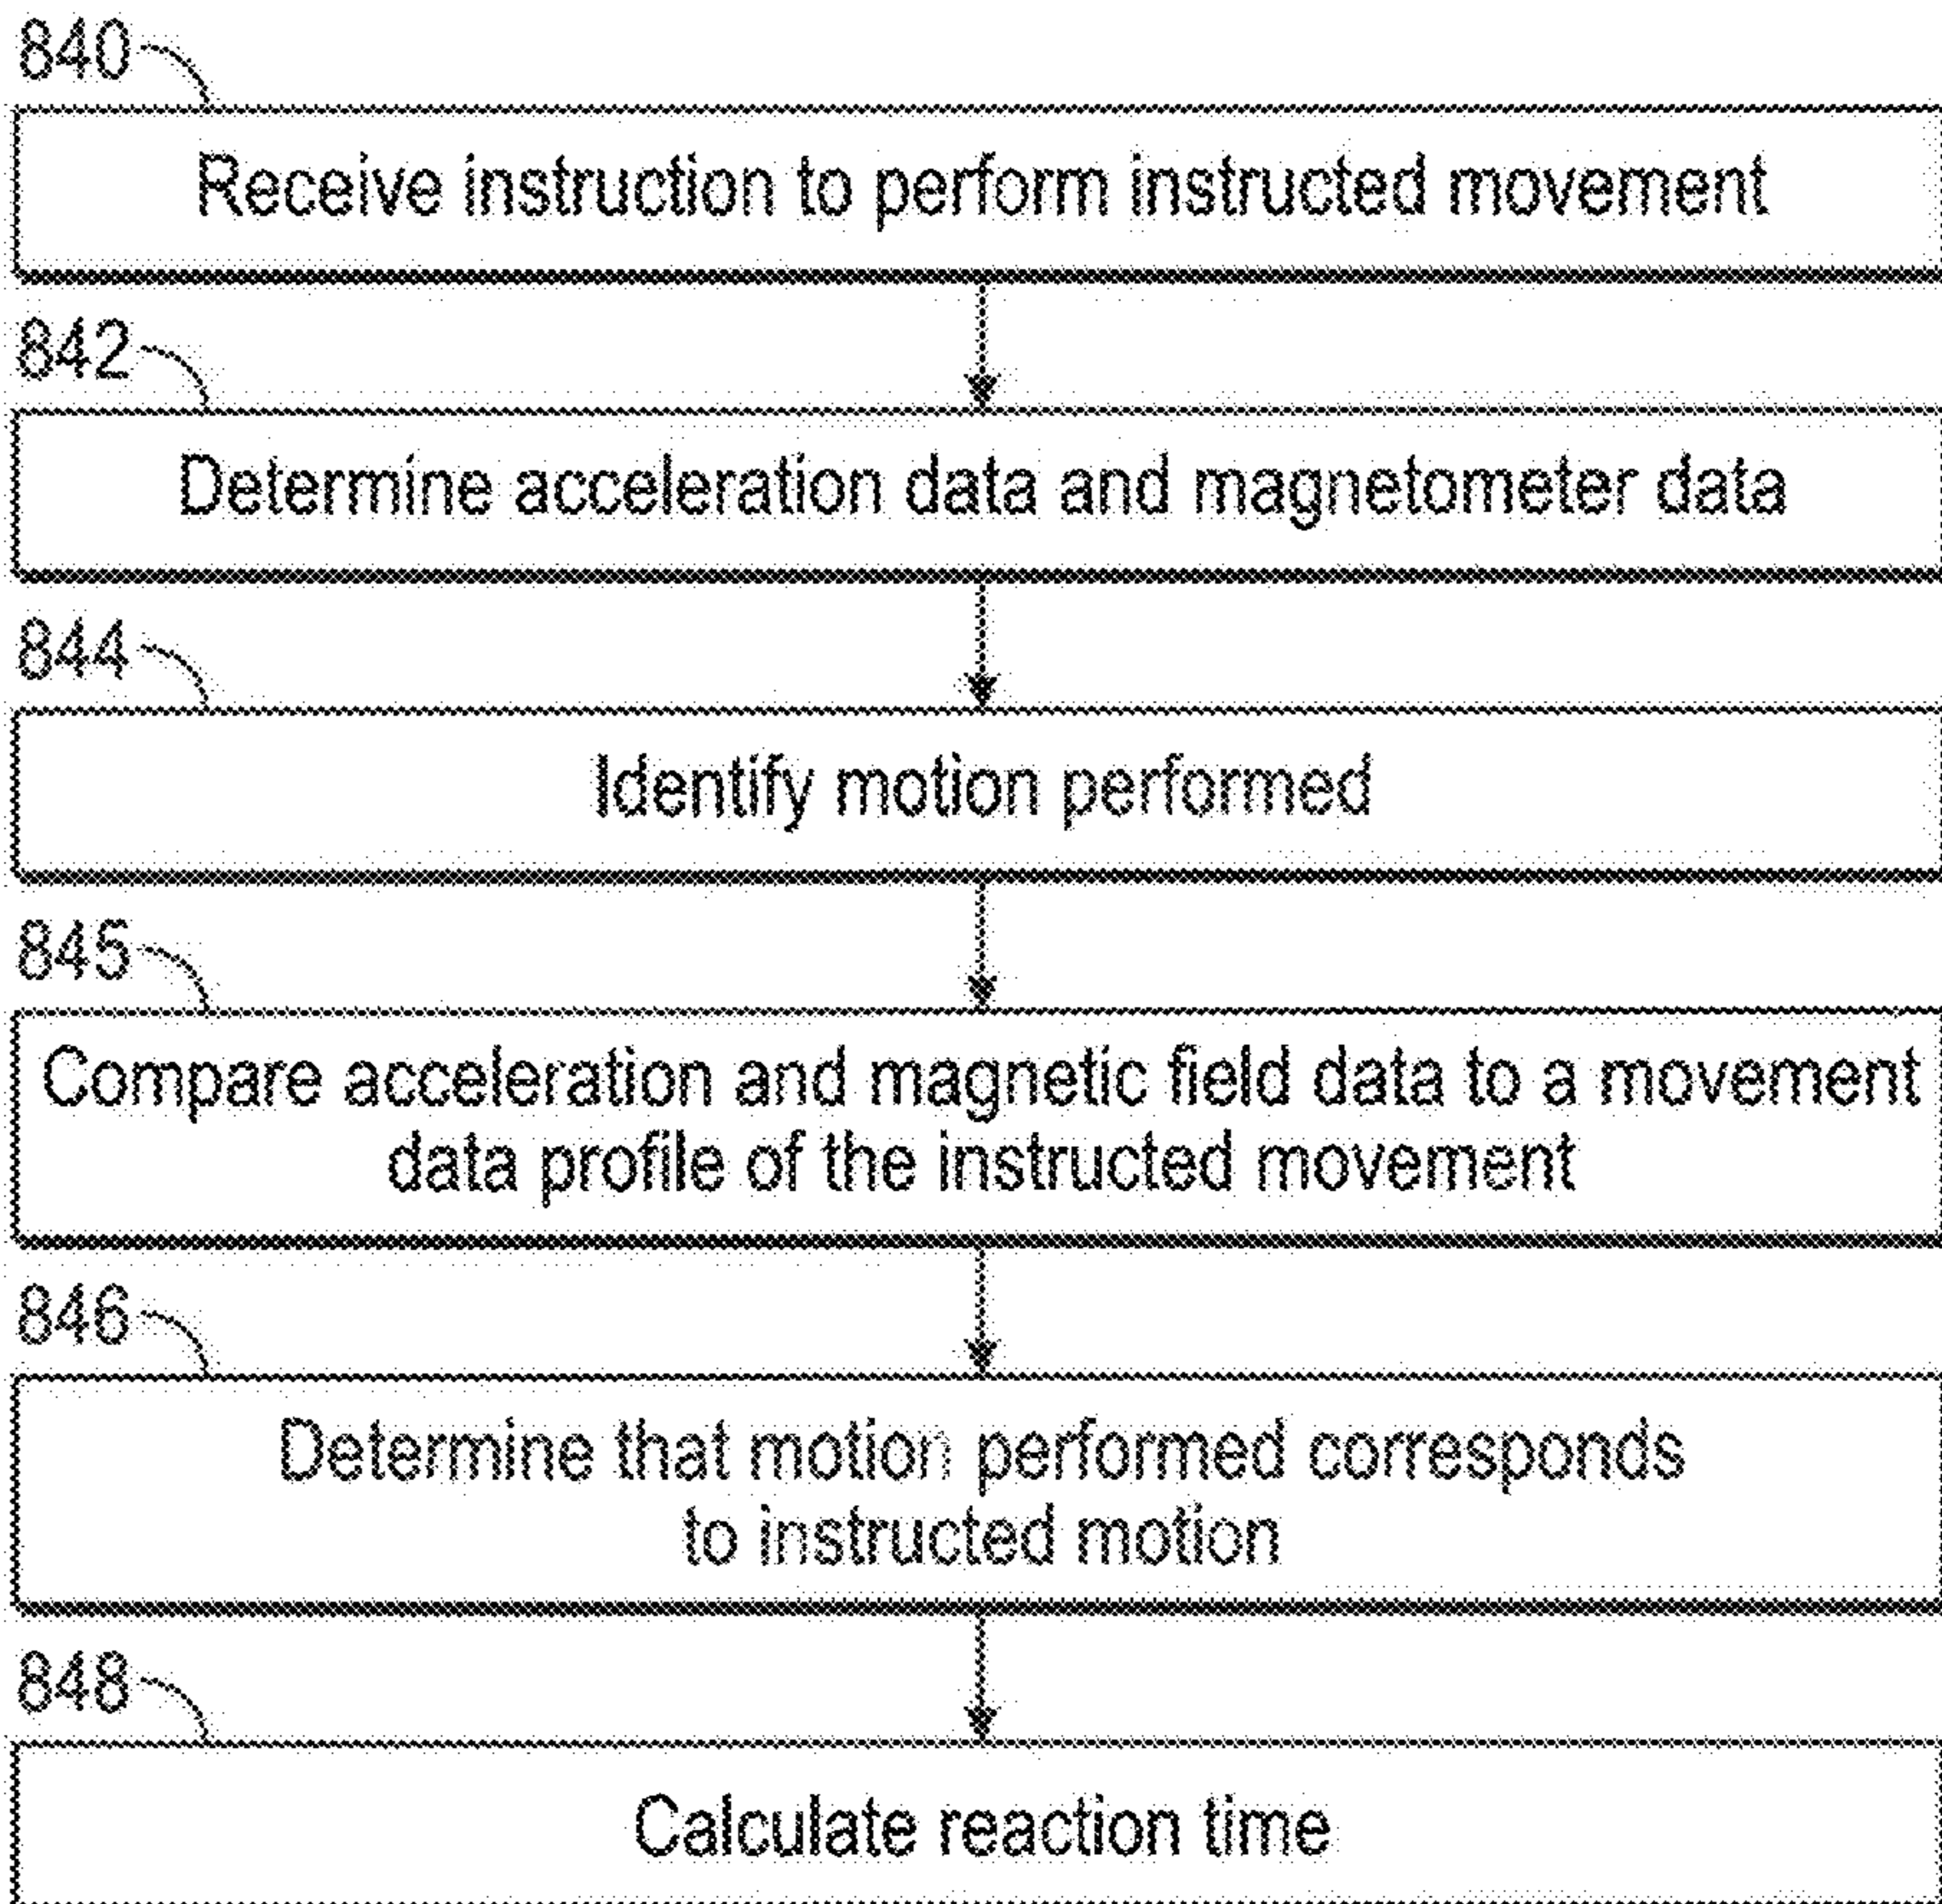 840
Receive instruction to perform instructed movement
842
Determine acceleration data and magnetometer data
844
Identify motion performed
845
Compare acceleration and magnetic field data to a movement
data profile of the instructed movement
846
Determine that motion performed corresponds
to instructed motion
848
Calculate reaction time